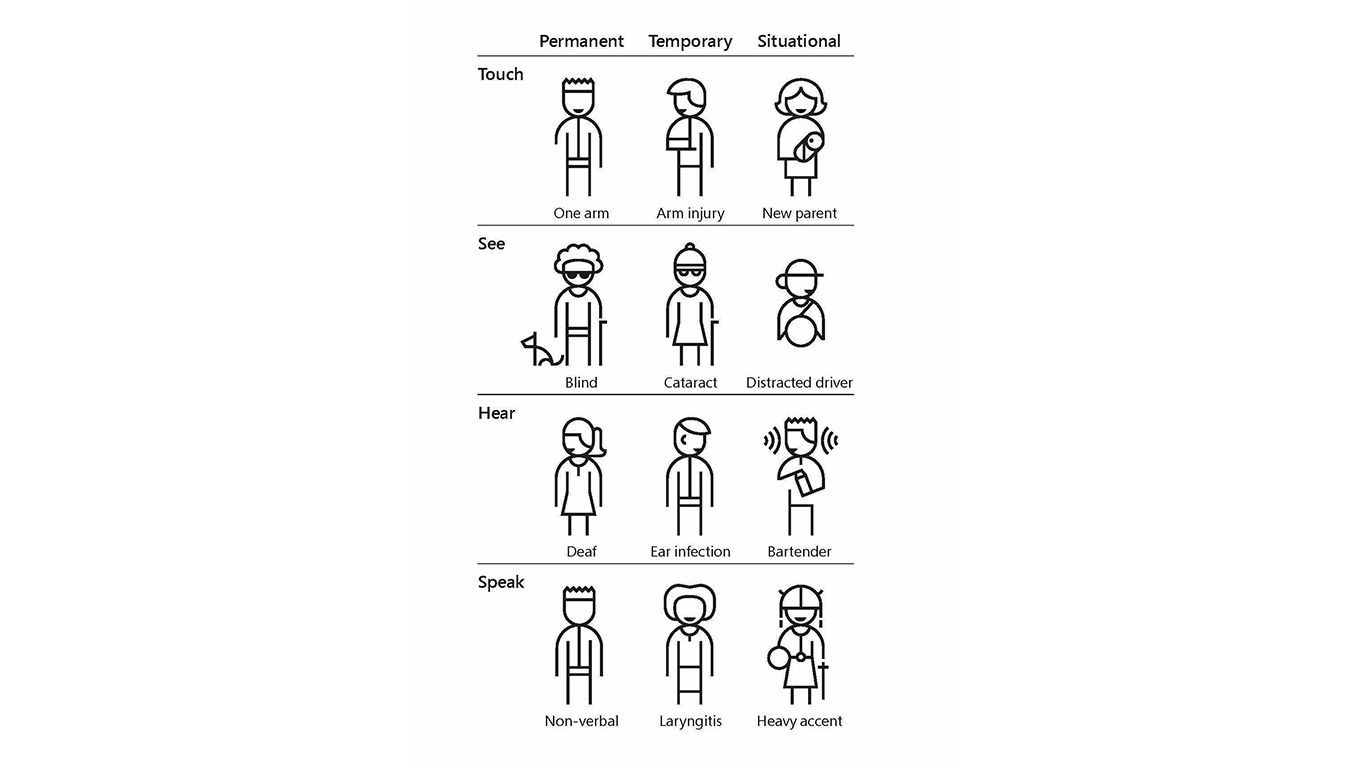 Permanent Temporary Situational
Touch
One arm Arm injury New parent
See
Blind Cataract Distracted driver
Hear
Deaf Ear infection Bartender
Speak
Non-verbal Laryngitis Heavy accent